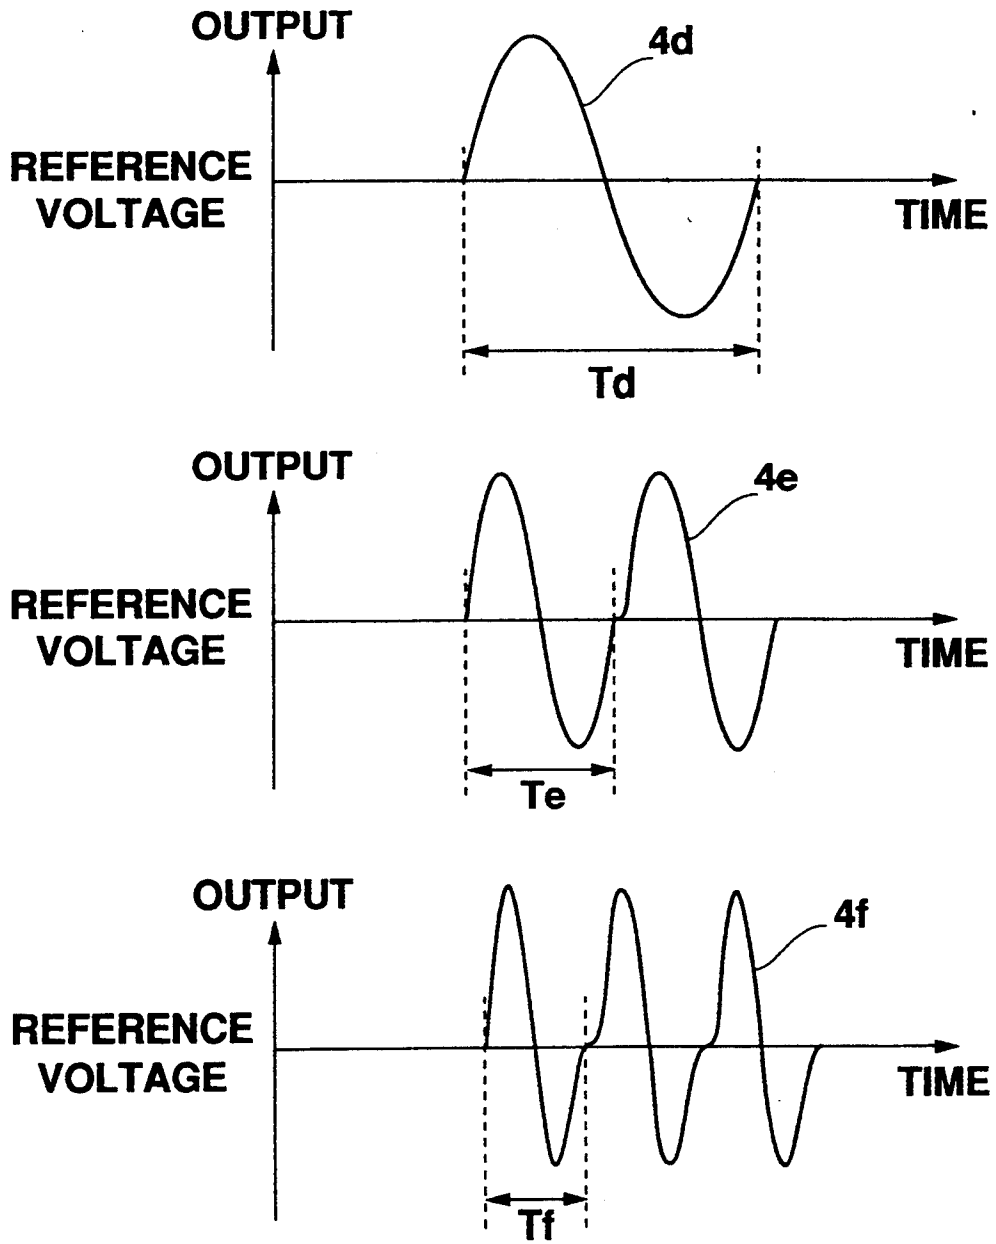 OUTPUT
4d
REFERENCE
VOLTAGE
TIME
Td
OUTPUT
4e
REFERENCE
VOLTAGE
TIME
Te
OUTPUT
4f
REFERENCE
VOLTAGE
TIME
Tf